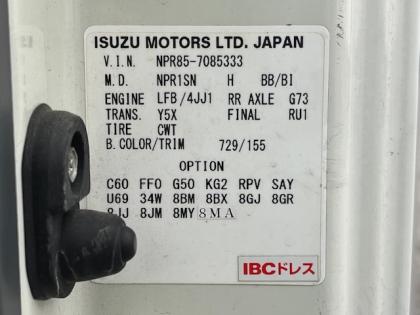 ISUZU MOTORS LTD. JAPAN
V.I.N. NPR85-7085333
M.D. NPR1SN H BB/BI
ENGINE LFB/4JJ1 RR AXLE G73
TRANS. Y5X FINAL RU1
TIRE CWT
B.COLOR/TRIM 729/155
OPTION
C60 FF0 G50 KG2 RPV SAY
U69 34W 8BM 8BX 8GJ 8GR
8JJ 8JM 8MY 8MA
IBCドレス